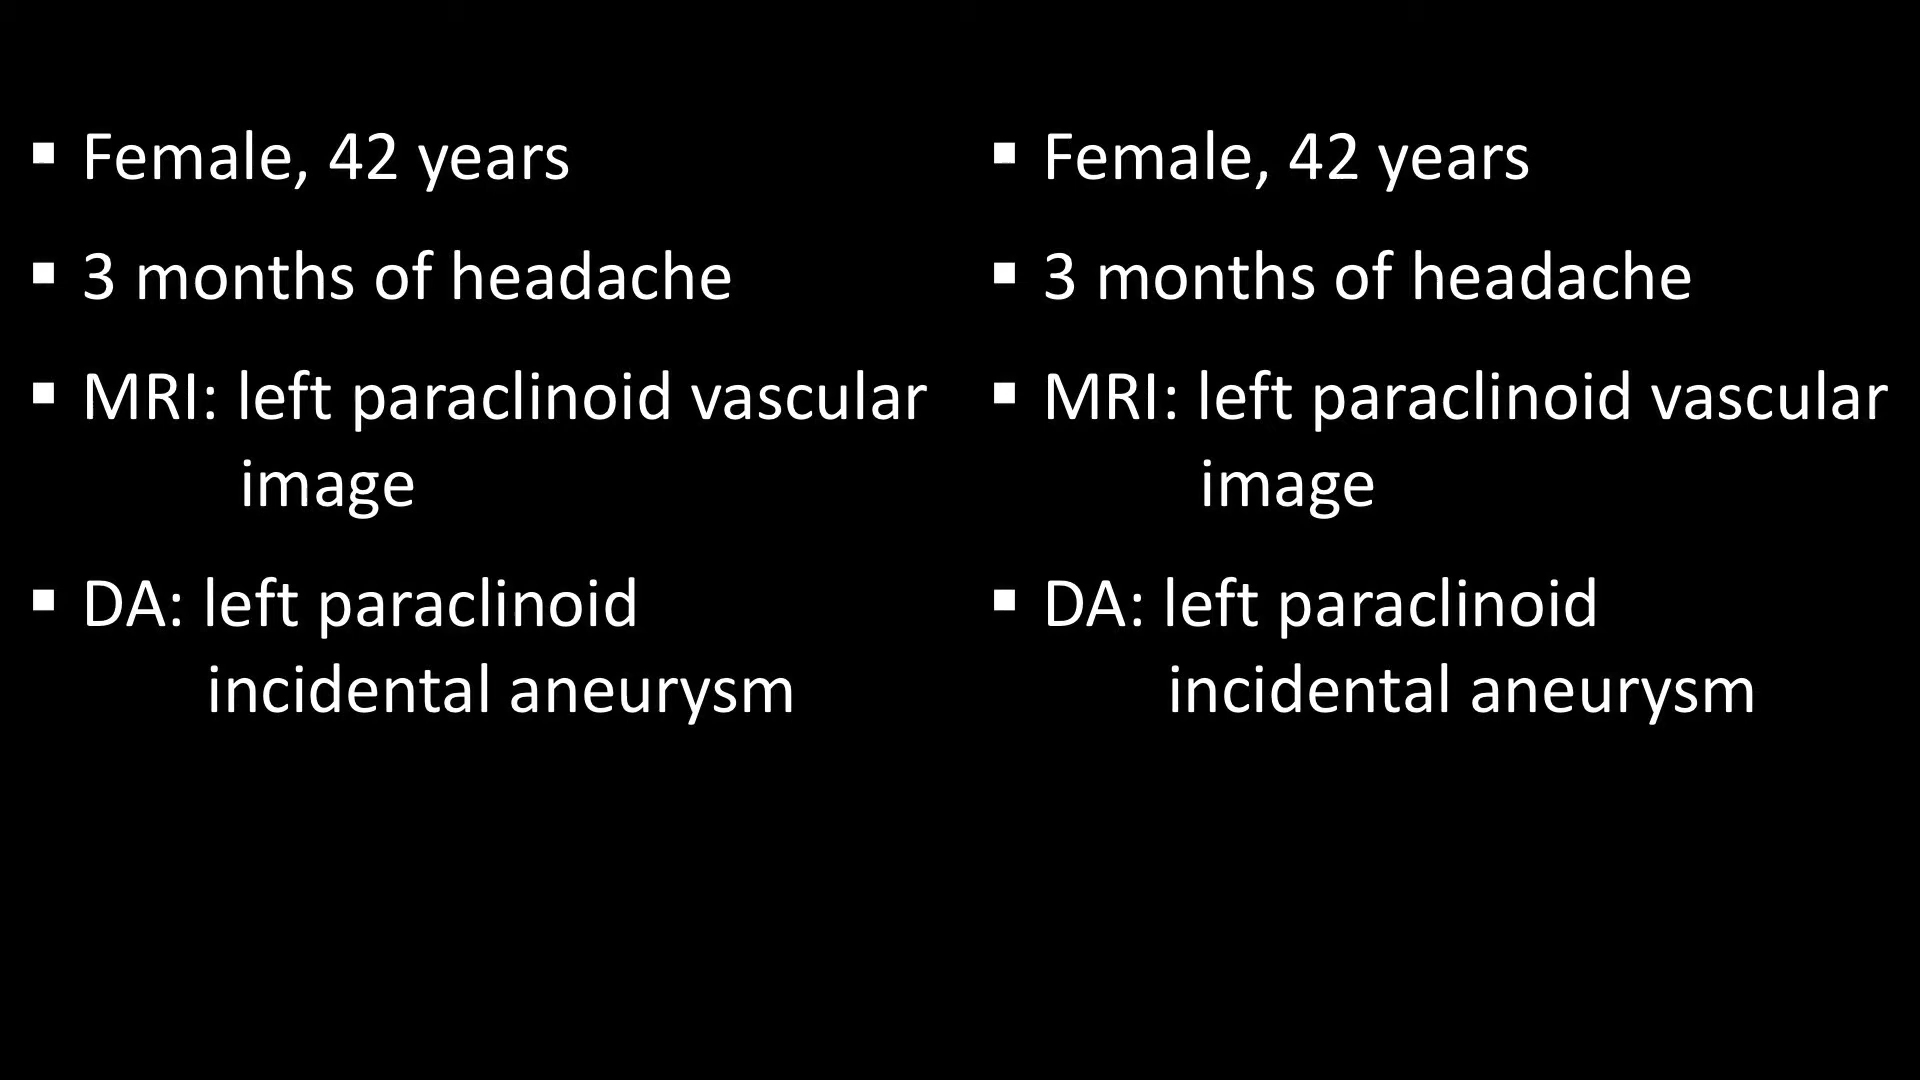 ▪ Female, 42 years
▪ 3 months of headache
▪ MRI: left paraclinoid vascular
image
▪ DA: left paraclinoid
incidental aneurysm
▪ Female, 42 years
▪ 3 months of headache
▪ MRI: left paraclinoid vascular
image
▪ DA: left paraclinoid
incidental aneurysm